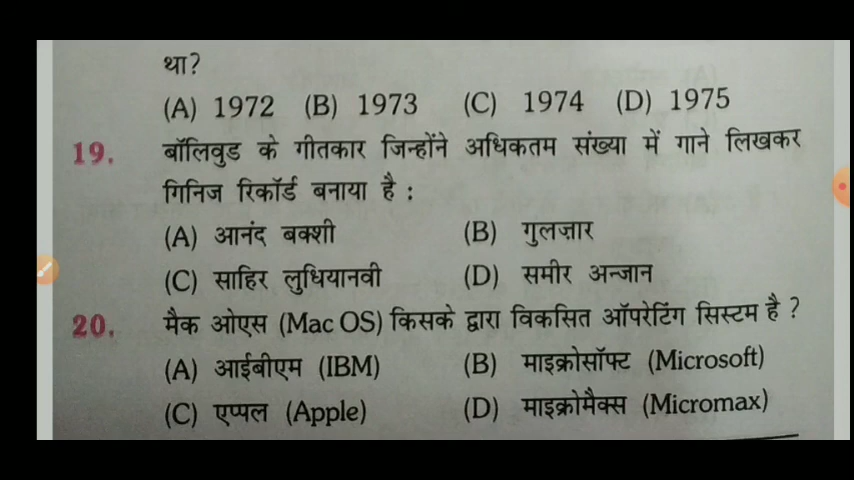 था?
(A) 1972 (B) 1973 (C) 1974 (D) 1975
19. बॉलिवुड के गीतकार जिन्होंने अधिकतम संख्या में गाने लिखकर
गिनिज रिकॉर्ड बनाया है :
(A) आनंद बक्शी (B) गुलज़ार
(C) साहिर लुधियानवी (D) समीर अन्जान
20. मैक ओएस (Mac OS) किसके द्वारा विकसित ऑपरेटिंग सिस्टम है ?
(A) आईबीएम (IBM) (B) माइक्रोसॉफ्ट (Microsoft)
(C) एप्पल (Apple) (D) माइक्रोमैक्स (Micromax)